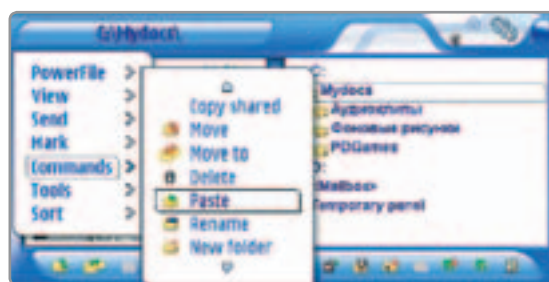 G:\Mydocs\
PowerFile
View
Send
Mark
Commands
Tools
Sort
Copy shared
Move
Move to
Delete
Paste
Rename
New folder
C:
Mydocs
Аудиоклипы
Фоновые рисунки
PDGames
D:
<Mailbox>
Temporary panel